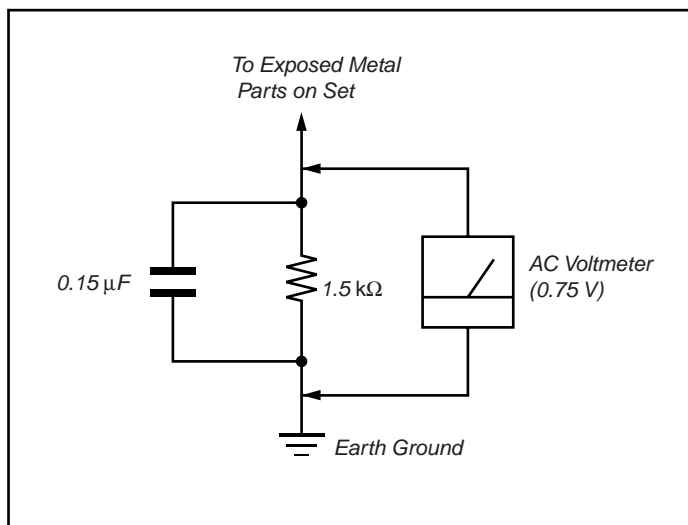 To Exposed Metal
Parts on Set
0.15 μF
1.5 kΩ
AC Voltmeter
(0.75 V)
Earth Ground